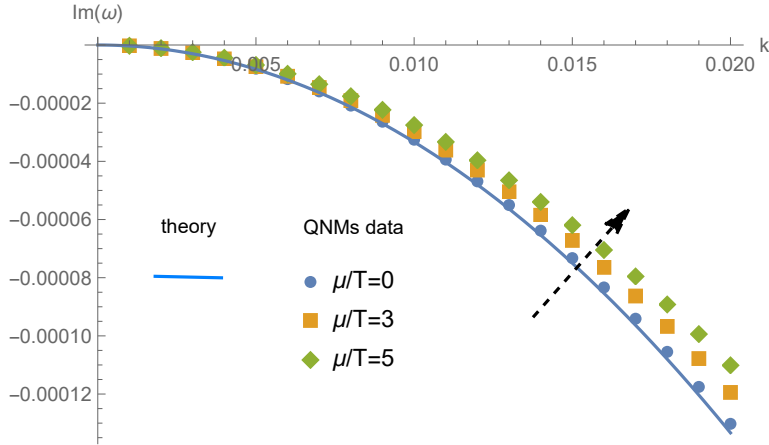 Im(ω)
k
0.005
0.010
0.015
0.020
−0.00002
−0.00004
−0.00006
−0.00008
−0.00010
−0.00012
theory
QNMs data
μ/T=0
μ/T=3
μ/T=5